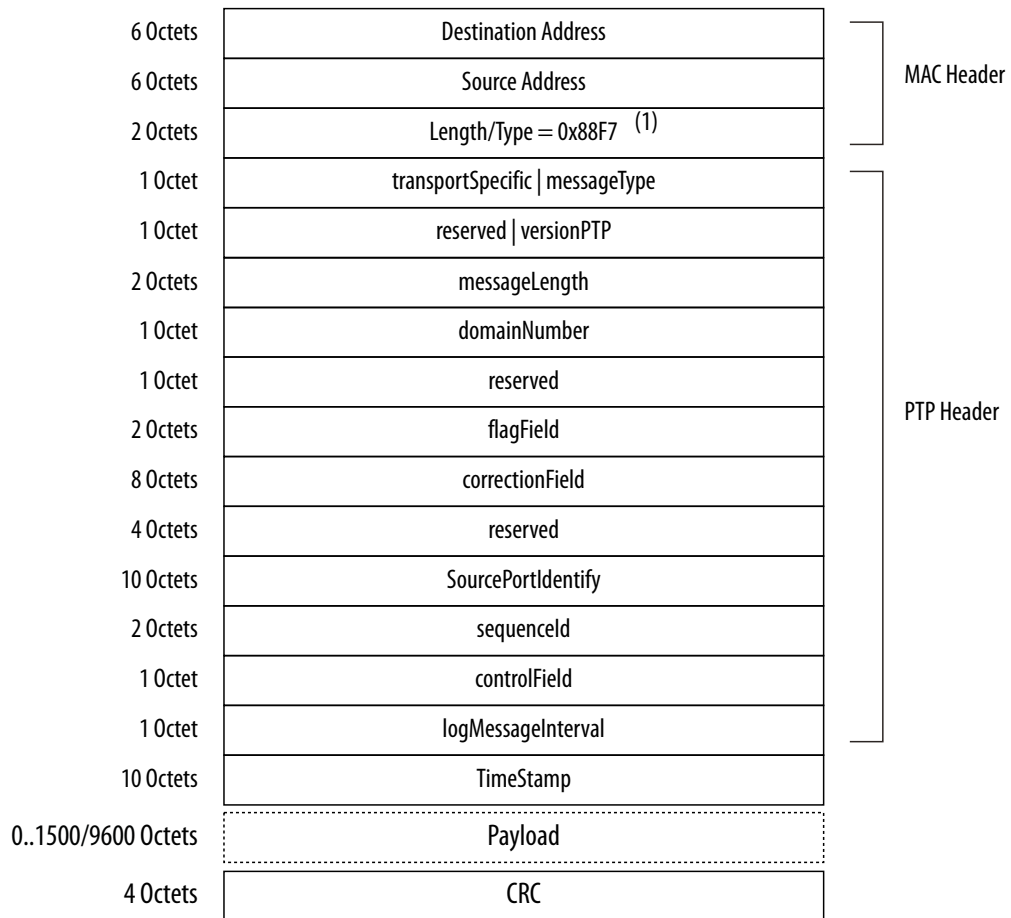 6 Octets Destination Address
6 Octets Source Address
MAC Header
2 Octets Length/Type = 0x88F7 (1)
1 Octet transportSpecific | messageType
1 Octet reserved | versionPTP
2 Octets messageLength
1 Octet domainNumber
1 Octet reserved
2 Octets flagField
PTP Header
8 Octets correctionField
4 Octets reserved
10 Octets SourcePortIdentify
2 Octets sequenceId
1 Octet controlField
1 Octet logMessageInterval
10 Octets TimeStamp
0..1500/9600 Octets Payload
4 Octets CRC